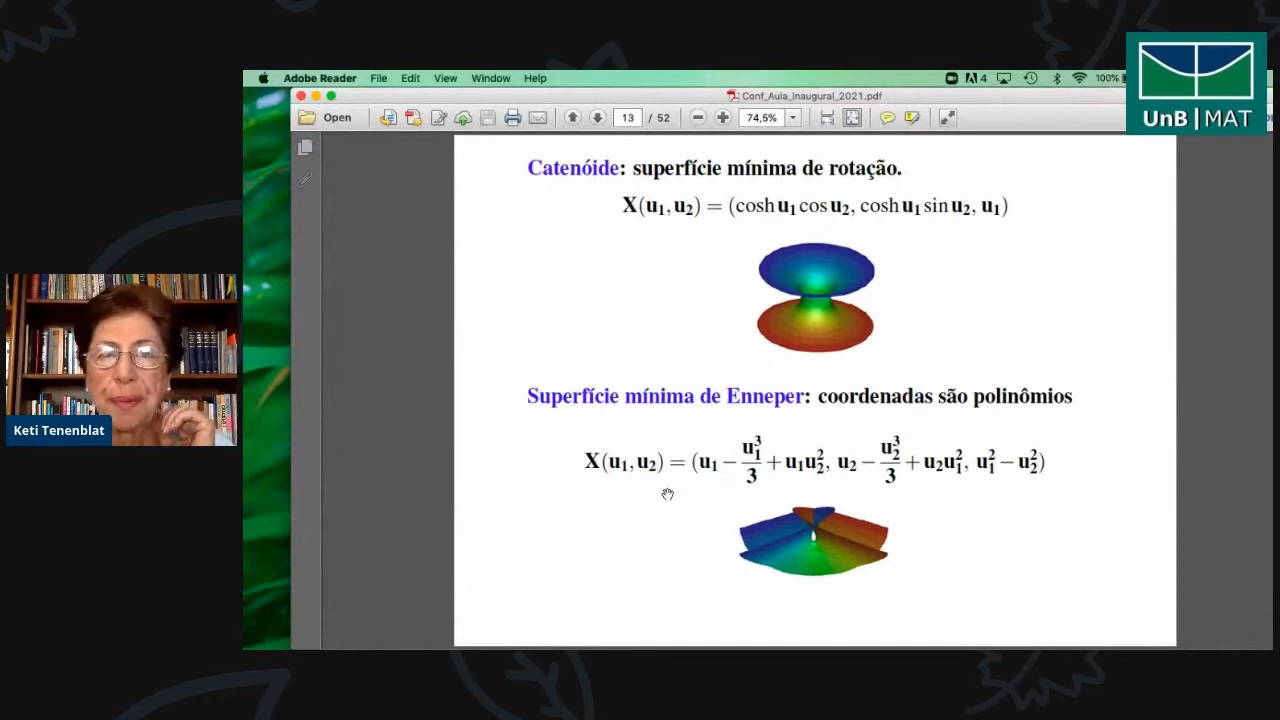 UnB | MAT
Adobe Reader File Edit View Window Help
4 100%
Conf_Aula_Inaugural_2021.pdf
Open 13 / 52 74,5%
Catenóide: superfície mínima de rotação.
X(u₁, u₂) = (cosh u₁ cos u₂, cosh u₁ sin u₂, u₁)
Superfície mínima de Enneper: coordenadas são polinômios
X(u₁, u₂) = (u₁ − u₁³/3 + u₁u₂², u₂ − u₂³/3 + u₂u₁², u₁² − u₂²)
Keti Tenenblat